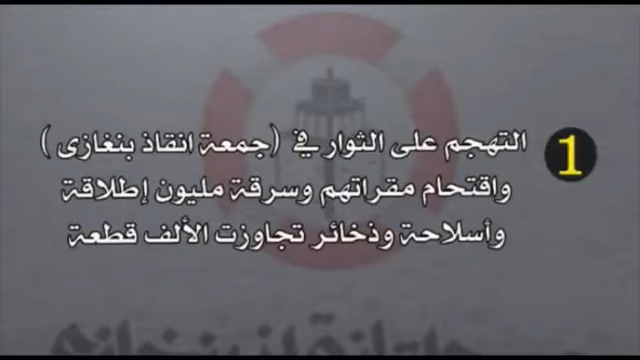 1 التهجم على الثوار في (جمعة انقاذ بنغازى)
واقتحام مقراتهم وسرقة مليون إطلاقة
وأسلاحة وذخائر تجاوزت الألف قطعة